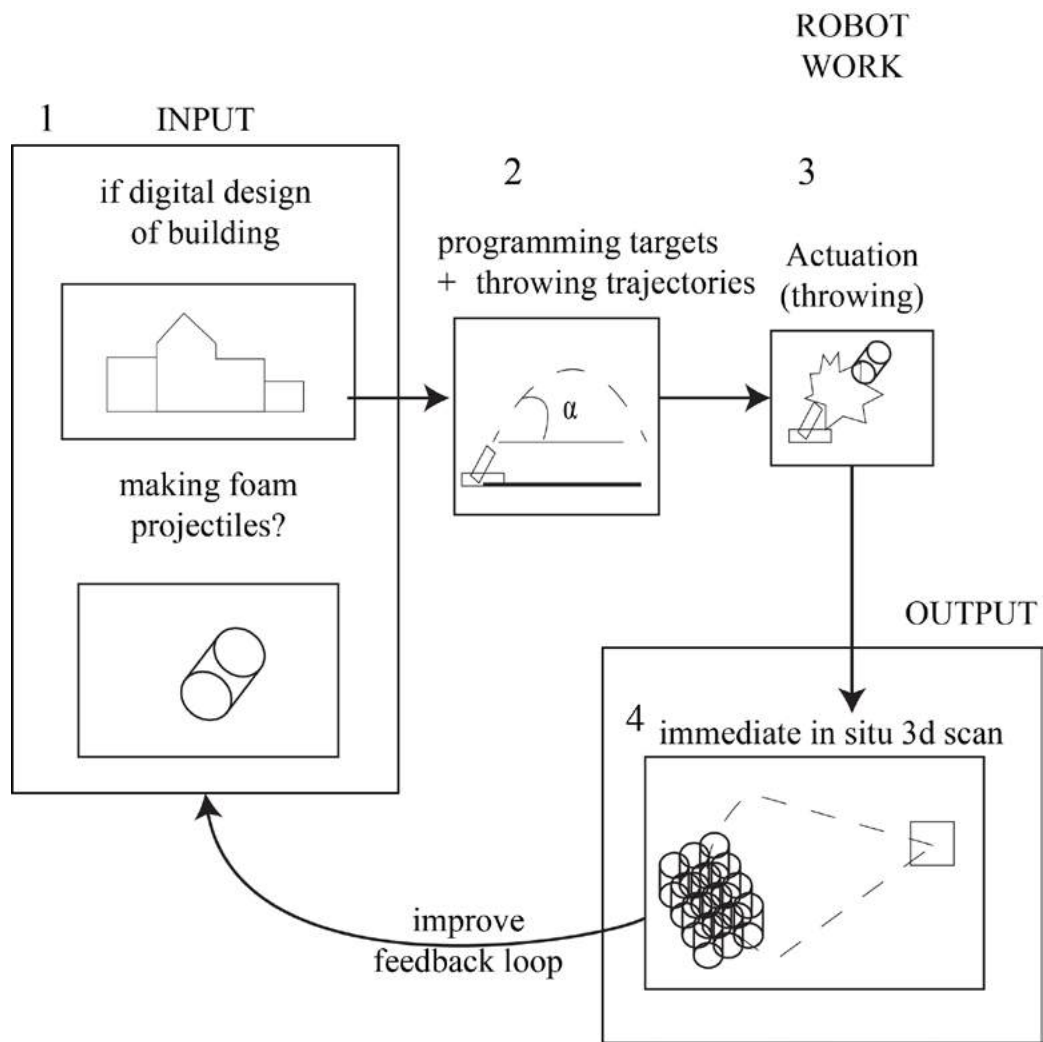 ROBOT
WORK
1
INPUT
if digital design
of building
making foam
projectiles?
2
programming targets
+ throwing trajectories
α
3
Actuation
(throwing)
OUTPUT
4
immediate in situ 3d scan
improve
feedback loop